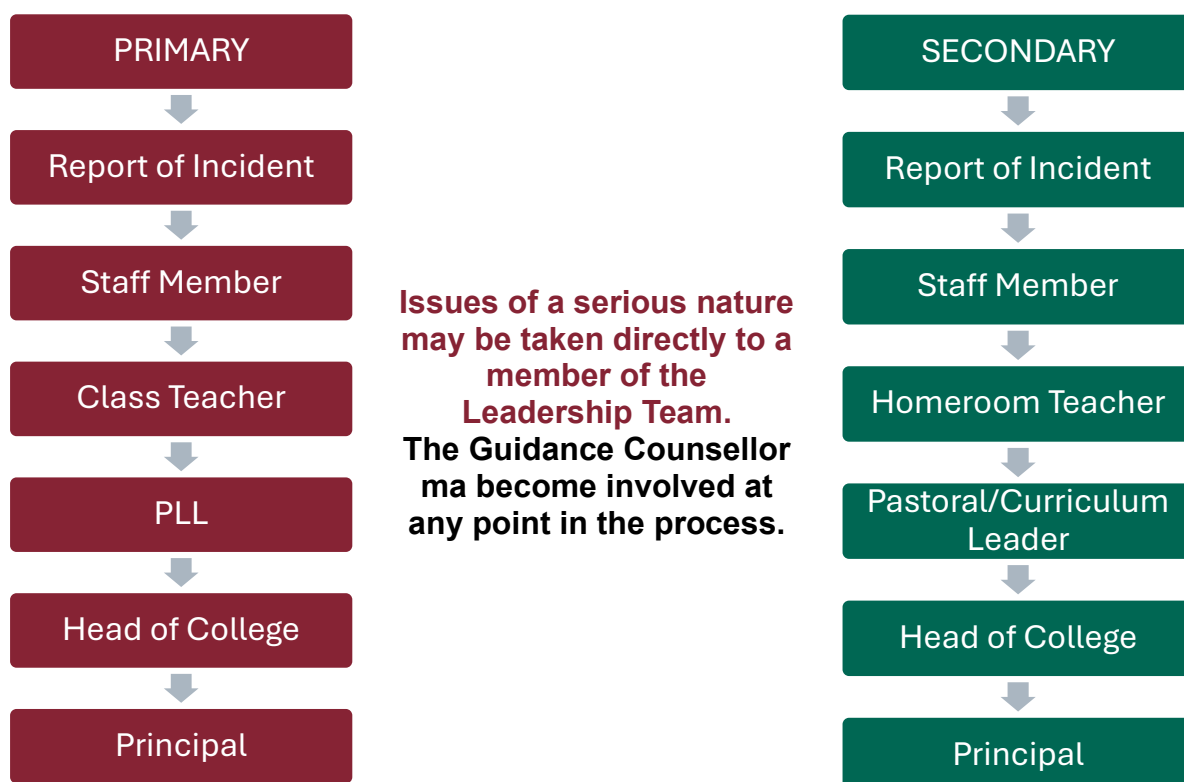 PRIMARY
Report of Incident
Staff Member
Class Teacher
PLL
Head of College
Principal
Issues of a serious nature
may be taken directly to a
member of the
Leadership Team.
The Guidance Counsellor
ma become involved at
any point in the process.
SECONDARY
Report of Incident
Staff Member
Homeroom Teacher
Pastoral/Curriculum
Leader
Head of College
Principal